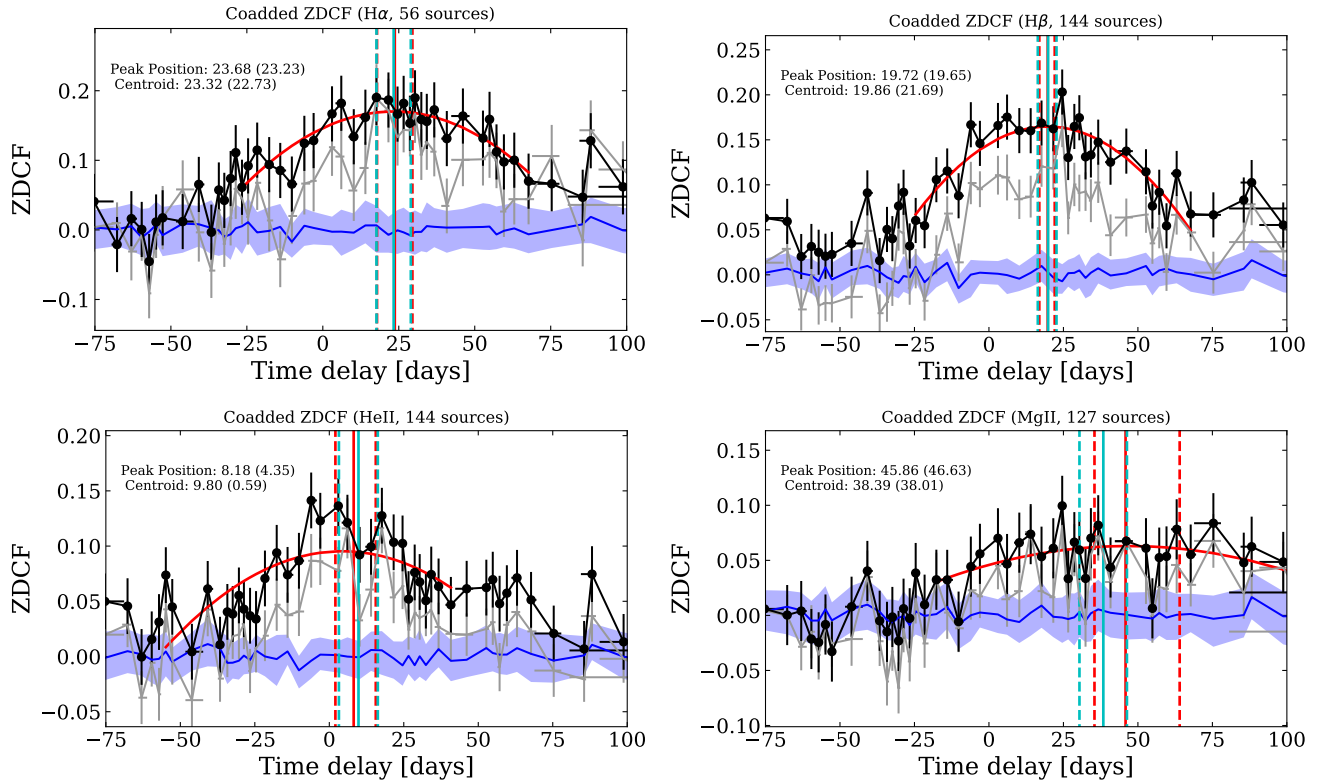 Coadded ZDCF (Hα, 56 sources)
Peak Position: 23.68 (23.23)
Centroid: 23.32 (22.73)
ZDCF
0.2
0.1
0.0
−0.1
−75 −50 −25 0 25 50 75 100
Time delay [days]
Coadded ZDCF (Hβ, 144 sources)
Peak Position: 19.72 (19.65)
Centroid: 19.86 (21.69)
ZDCF
0.25
0.20
0.15
0.10
0.05
0.00
−0.05
−75 −50 −25 0 25 50 75 100
Time delay [days]
Coadded ZDCF (HeII, 144 sources)
Peak Position: 8.18 (4.35)
Centroid: 9.80 (0.59)
ZDCF
0.20
0.15
0.10
0.05
0.00
−0.05
−75 −50 −25 0 25 50 75 100
Time delay [days]
Coadded ZDCF (MgII, 127 sources)
Peak Position: 45.86 (46.63)
Centroid: 38.39 (38.01)
ZDCF
0.15
0.10
0.05
0.00
−0.05
−0.10
−75 −50 −25 0 25 50 75 100
Time delay [days]